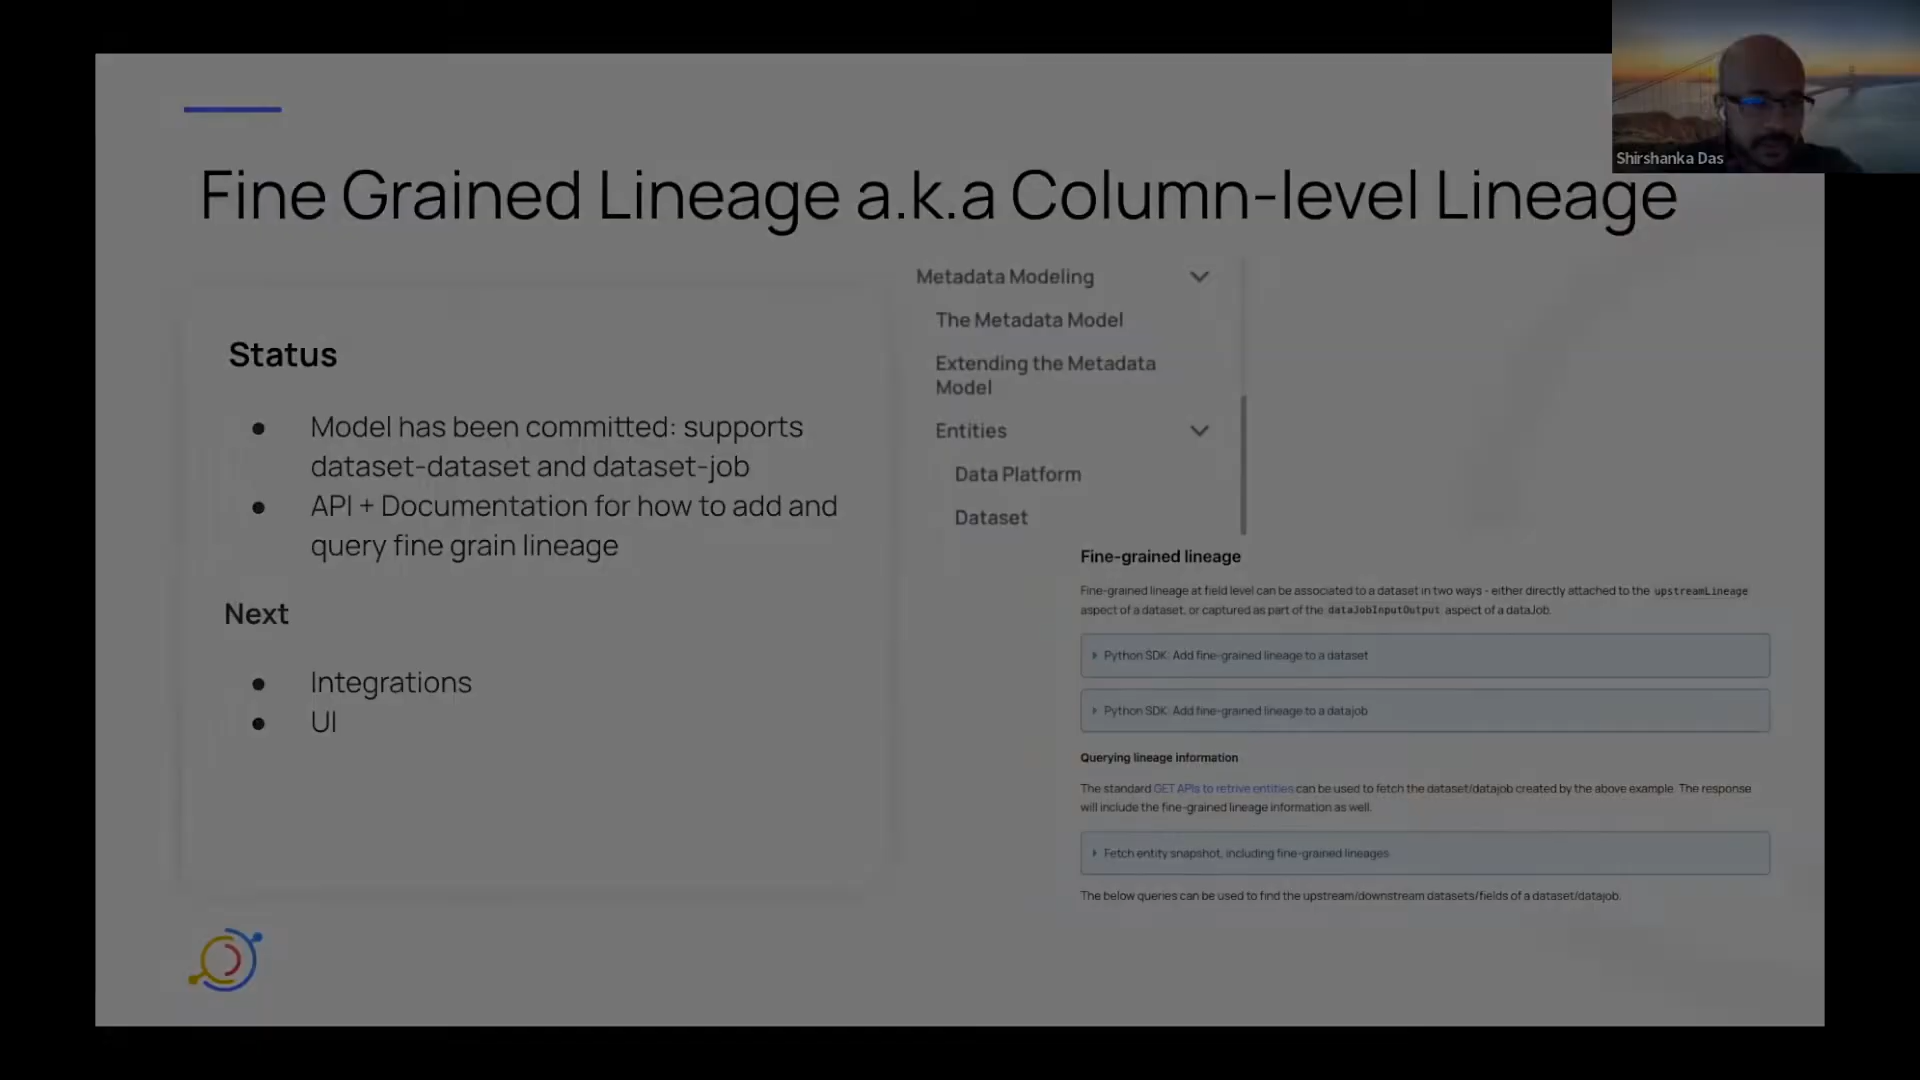 Shirshanka Das
Fine Grained Lineage a.k.a Column-level Lineage
Status
● Model has been committed: supports
dataset-dataset and dataset-job
● API + Documentation for how to add and
query fine grain lineage
Next
● Integrations
● UI
Metadata Modeling
The Metadata Model
Extending the Metadata
Model
Entities
Data Platform
Dataset
Fine-grained lineage
Fine-grained lineage at field level can be associated to a dataset in two ways - either directly attached to the upstreamLineage
aspect of a dataset, or captured as part of the dataJobInputOutput aspect of a dataJob.
Python SDK: Add fine-grained lineage to a dataset
Python SDK: Add fine-grained lineage to a datajob
Querying lineage information
The standard GET APIs to retrive entities can be used to fetch the dataset/datajob created by the above example. The response
will include the fine-grained lineage information as well.
Fetch entity snapshot, including fine-grained lineages
The below queries can be used to find the upstream/downstream datasets/fields of a dataset/datajob.